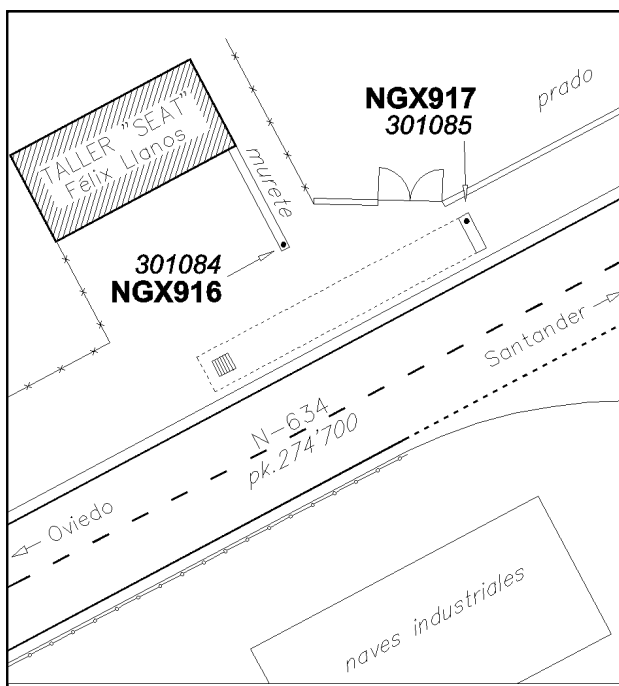 NGX917
301085
prado
TALLER "SEAT"
Félix Llanos
murete
301084
NGX916
Santander
N-634
pk.274'700
Oviedo
naves industriales